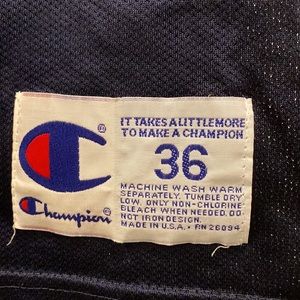 IT TAKES A LITTLE MORE
TO MAKE A CHAMPION
36
MACHINE WASH WARM
SEPARATELY, TUMBLE DRY
LOW. ONLY NON-CHLORINE
BLEACH WHEN NEEDED. DO
NOT IRON DESIGN.
MADE IN U.S.A. • RN 26094
Champion